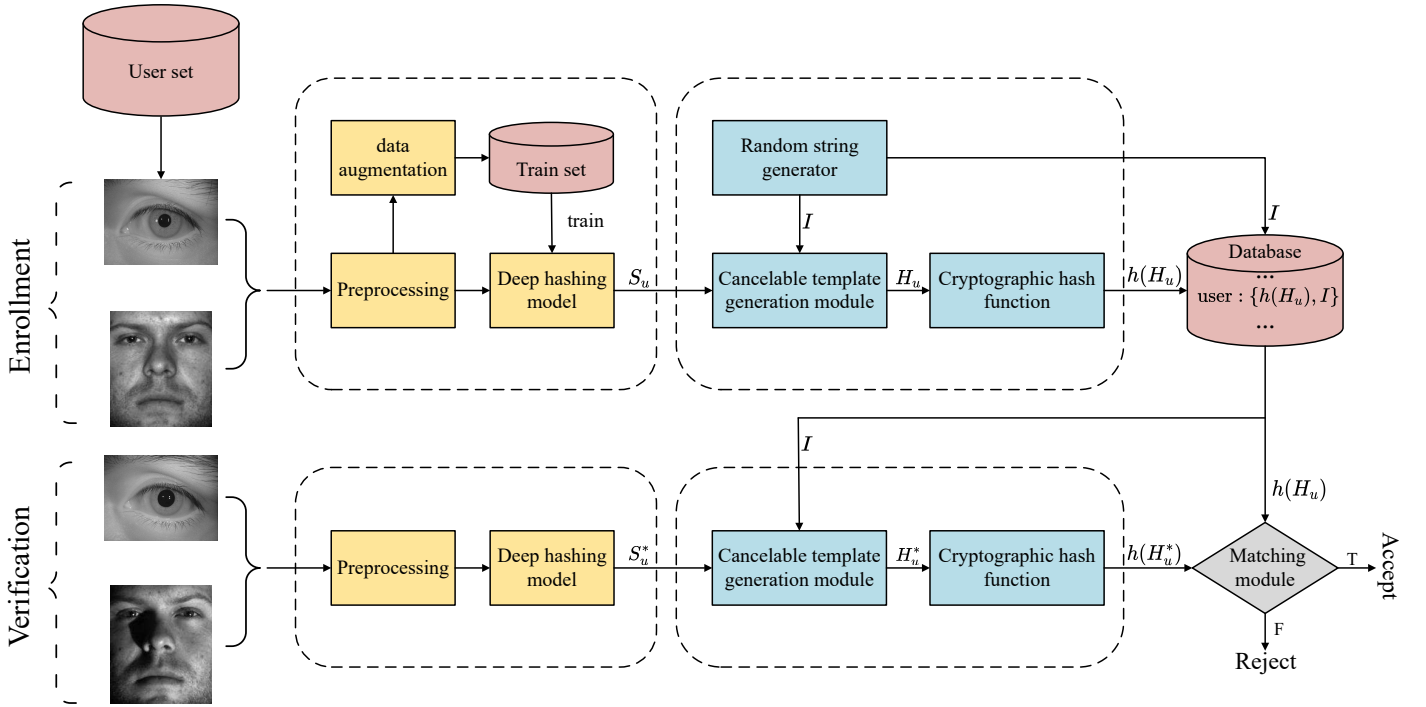 User set
Enrollment
data
augmentation
Train set
train
Preprocessing
Deep hashing
model
$S_u$
Random string
generator
$I$
Cancelable template
generation module
$H_u$
Cryptographic hash
function
$h(H_u)$
$I$
Database
...
user : {$h(H_u), I$}
...
Verification
Preprocessing
Deep hashing
model
$S_u^*$
$I$
Cancelable template
generation module
$H_u^*$
Cryptographic hash
function
$h(H_u^*)$
$h(H_u)$
Matching
module
T
Accept
F
Reject